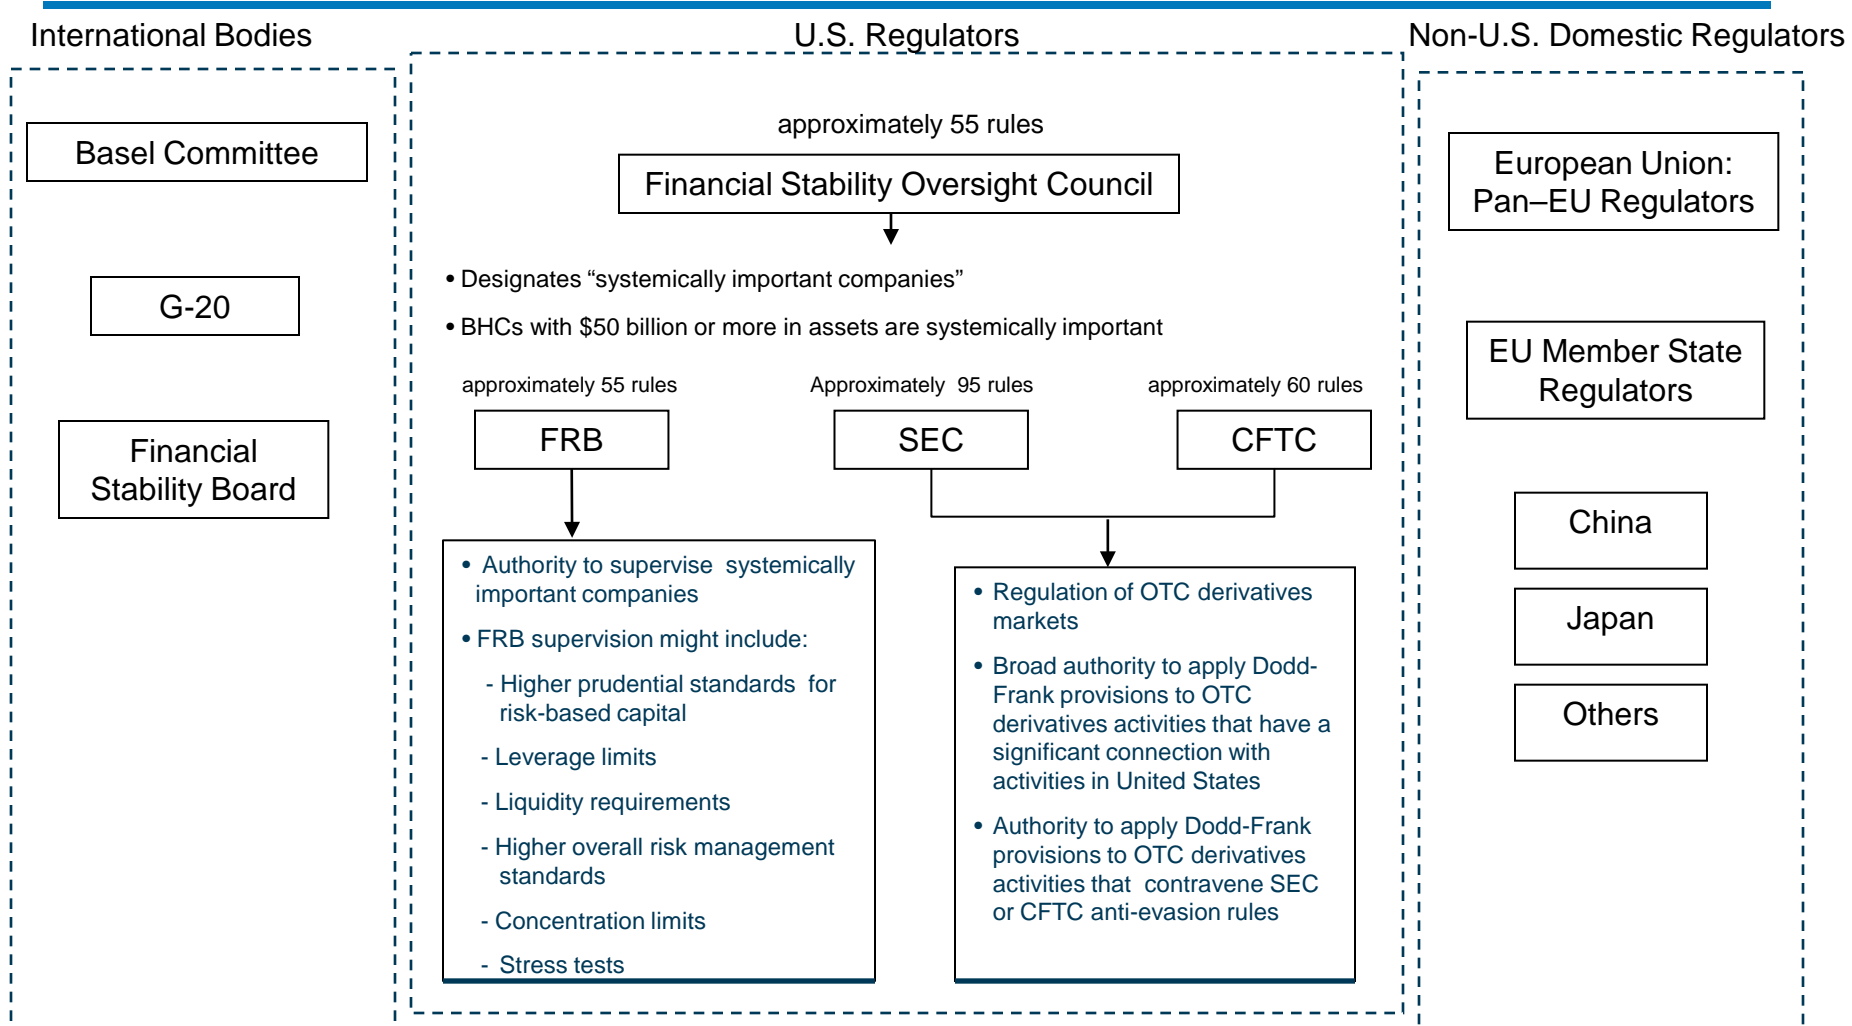 International Bodies
U.S. Regulators
Non-U.S. Domestic Regulators
Basel Committee
G-20
Financial
Stability Board
approximately 55 rules
Financial Stability Oversight Council
• Designates “systemically important companies”
• BHCs with $50 billion or more in assets are systemically important
approximately 55 rules
Approximately 95 rules
approximately 60 rules
FRB
SEC
CFTC
• Authority to supervise systemically
important companies
• FRB supervision might include:
- Higher prudential standards for
risk-based capital
- Leverage limits
- Liquidity requirements
- Higher overall risk management
standards
- Concentration limits
- Stress tests
• Regulation of OTC derivatives
markets
• Broad authority to apply Dodd-
Frank provisions to OTC
derivatives activities that have a
significant connection with
activities in United States
• Authority to apply Dodd-Frank
provisions to OTC derivatives
activities that contravene SEC
or CFTC anti-evasion rules
European Union:
Pan–EU Regulators
EU Member State
Regulators
China
Japan
Others